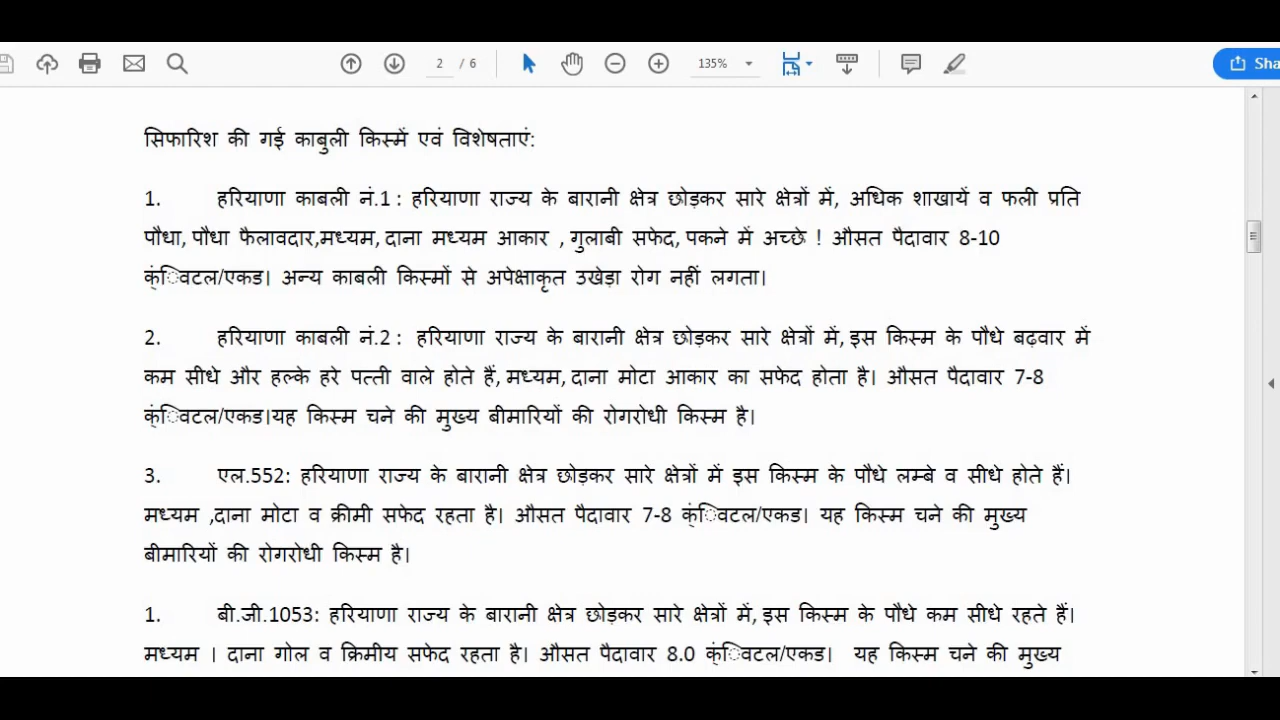 2 / 6
135%
Sha
सिफारिश की गई काबुली किस्में एवं विशेषताएं:
1. हरियाणा काबली नं.1 : हरियाणा राज्य के बारानी क्षेत्र छोड़कर सारे क्षेत्रों में, अधिक शाखायें व फली प्रति
पौधा, पौधा फैलावदार,मध्यम, दाना मध्यम आकार , गुलाबी सफेद, पकने में अच्छे ! औसत पैदावार 8-10
क्ंिवटल/एकड। अन्य काबली किस्मों से अपेक्षाकृत उखेड़ा रोग नहीं लगता।
2. हरियाणा काबली नं.2 : हरियाणा राज्य के बारानी क्षेत्र छोड़कर सारे क्षेत्रों में, इस किस्म के पौधे बढ़वार में
कम सीधे और हल्के हरे पत्ती वाले होते हैं, मध्यम, दाना मोटा आकार का सफेद होता है। औसत पैदावार 7-8
क्ंिवटल/एकड।यह किस्म चने की मुख्य बीमारियों की रोगरोधी किस्म है।
3. एल.552: हरियाणा राज्य के बारानी क्षेत्र छोड़कर सारे क्षेत्रों में इस किस्म के पौधे लम्बे व सीधे होते हैं।
मध्यम ,दाना मोटा व क्रीमी सफेद रहता है। औसत पैदावार 7-8 क्ंिवटल/एकड। यह किस्म चने की मुख्य
बीमारियों की रोगरोधी किस्म है।
1. बी.जी.1053: हरियाणा राज्य के बारानी क्षेत्र छोड़कर सारे क्षेत्रों में, इस किस्म के पौधे कम सीधे रहते हैं।
मध्यम । दाना गोल व क्रिमीय सफेद रहता है। औसत पैदावार 8.0 क्ंिवटल/एकड। यह किस्म चने की मुख्य